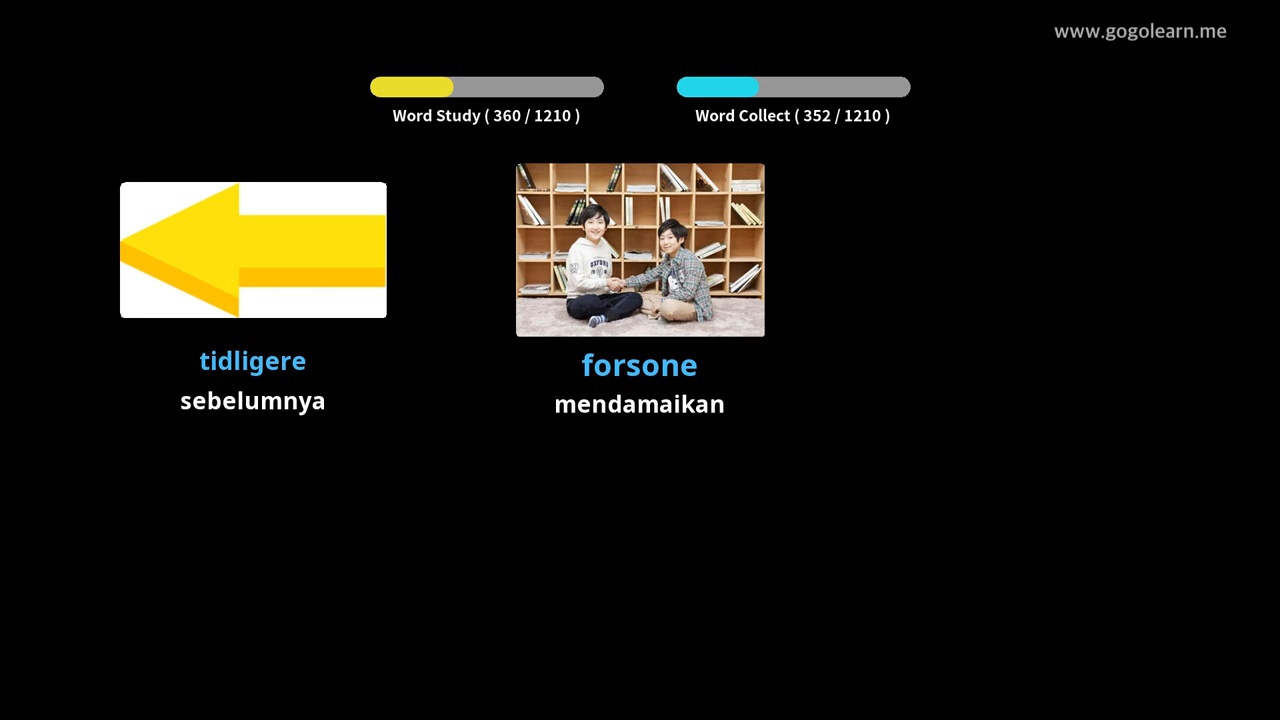 www.gogolearn.me
Word Study ( 360 / 1210 )
Word Collect ( 352 / 1210 )
tidligere
sebelumnya
forsone
mendamaikan